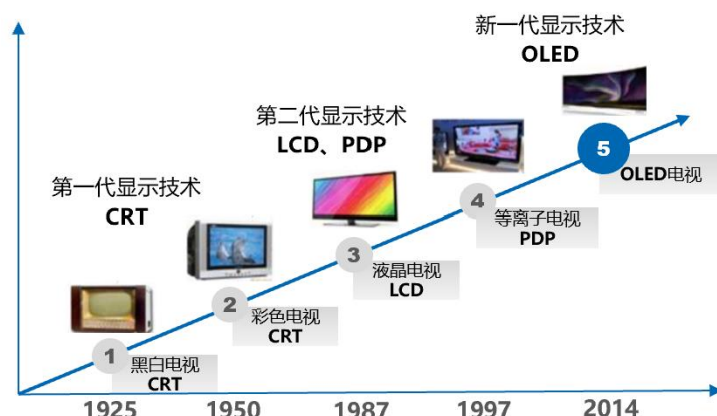 新一代显示技术
OLED
第二代显示技术
LCD、PDP
第一代显示技术
CRT
5
OLED电视
4
等离子电视
PDP
3
液晶电视
LCD
2
彩色电视
CRT
1
黑白电视
CRT
1925
1950
1987
1997
2014